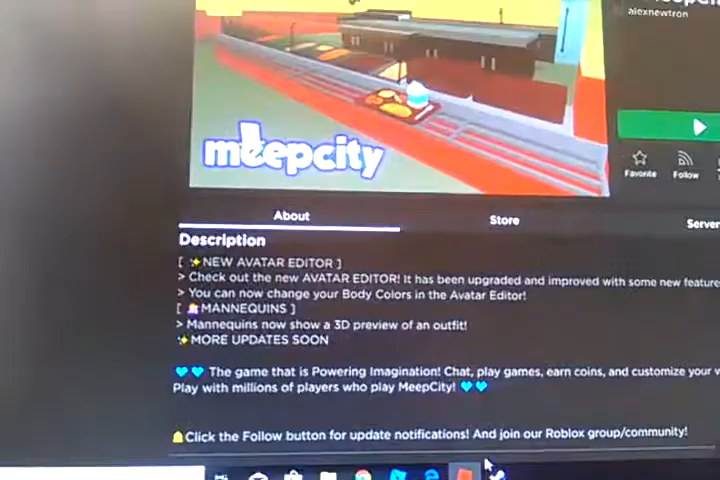 alexnewtron
meepcity
Favorite
Follow
About
Store
Server
Description
[ ✨NEW AVATAR EDITOR ]
> Check out the new AVATAR EDITOR! It has been upgraded and improved with some new feature
> You can now change your Body Colors in the Avatar Editor!
[ MANNEQUINS ]
> Mannequins now show a 3D preview of an outfit!
✨MORE UPDATES SOON
💙💙 The game that is Powering Imagination! Chat, play games, earn coins, and customize your
Play with millions of players who play MeepCity! 💙💙
🔔Click the Follow button for update notifications! And join our Roblox group/community!